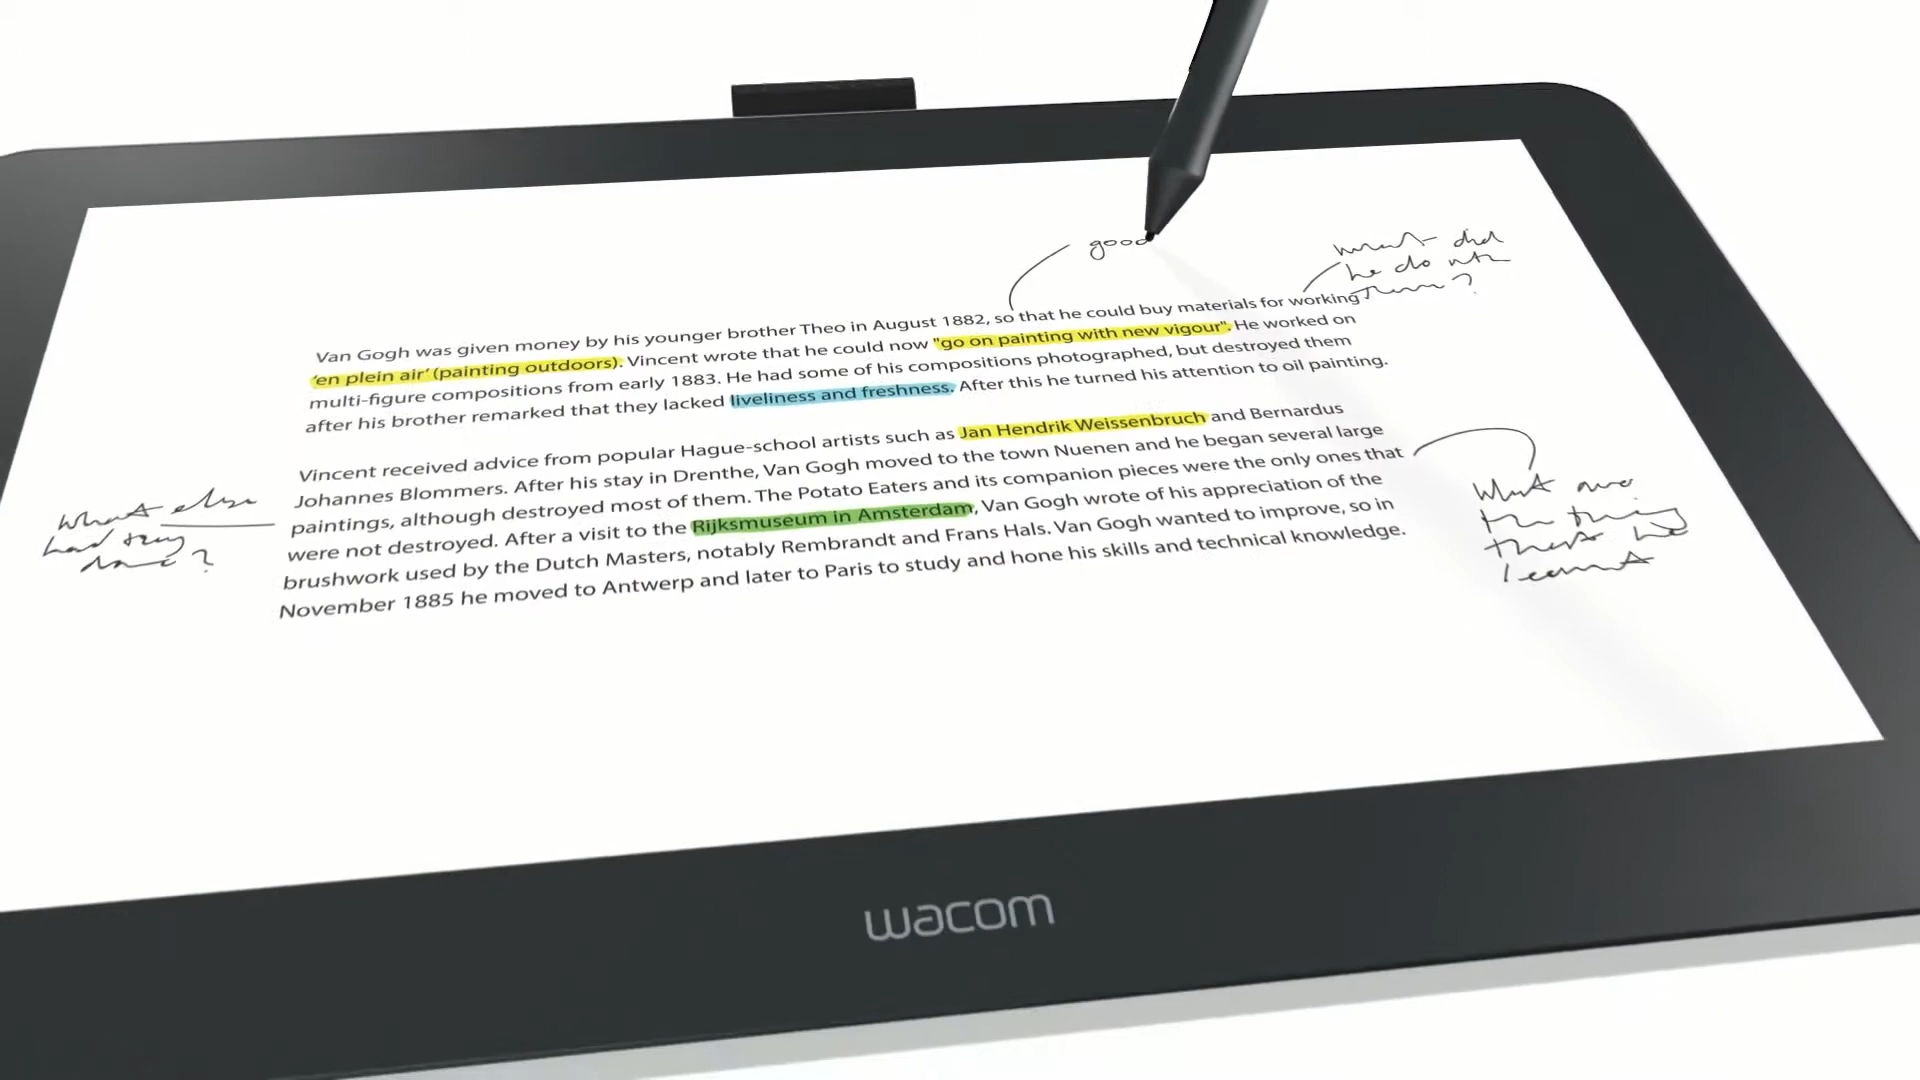 good
what did
he do with
them?
Van Gogh was given money by his younger brother Theo in August 1882, so that he could buy materials for working
'en plein air' (painting outdoors). Vincent wrote that he could now "go on painting with new vigour". He worked on
multi-figure compositions from early 1883. He had some of his compositions photographed, but destroyed them
after his brother remarked that they lacked liveliness and freshness. After this he turned his attention to oil painting.
Vincent received advice from popular Hague-school artists such as Jan Hendrik Weissenbruch and Bernardus
Johannes Blommers. After his stay in Drenthe, Van Gogh moved to the town Nuenen and he began several large
paintings, although destroyed most of them. The Potato Eaters and its companion pieces were the only ones that
were not destroyed. After a visit to the Rijksmuseum in Amsterdam, Van Gogh wrote of his appreciation of the
brushwork used by the Dutch Masters, notably Rembrandt and Frans Hals. Van Gogh wanted to improve, so in
November 1885 he moved to Antwerp and later to Paris to study and hone his skills and technical knowledge.
what else
had they
done?
What are
the things
that he
learnt
wacom